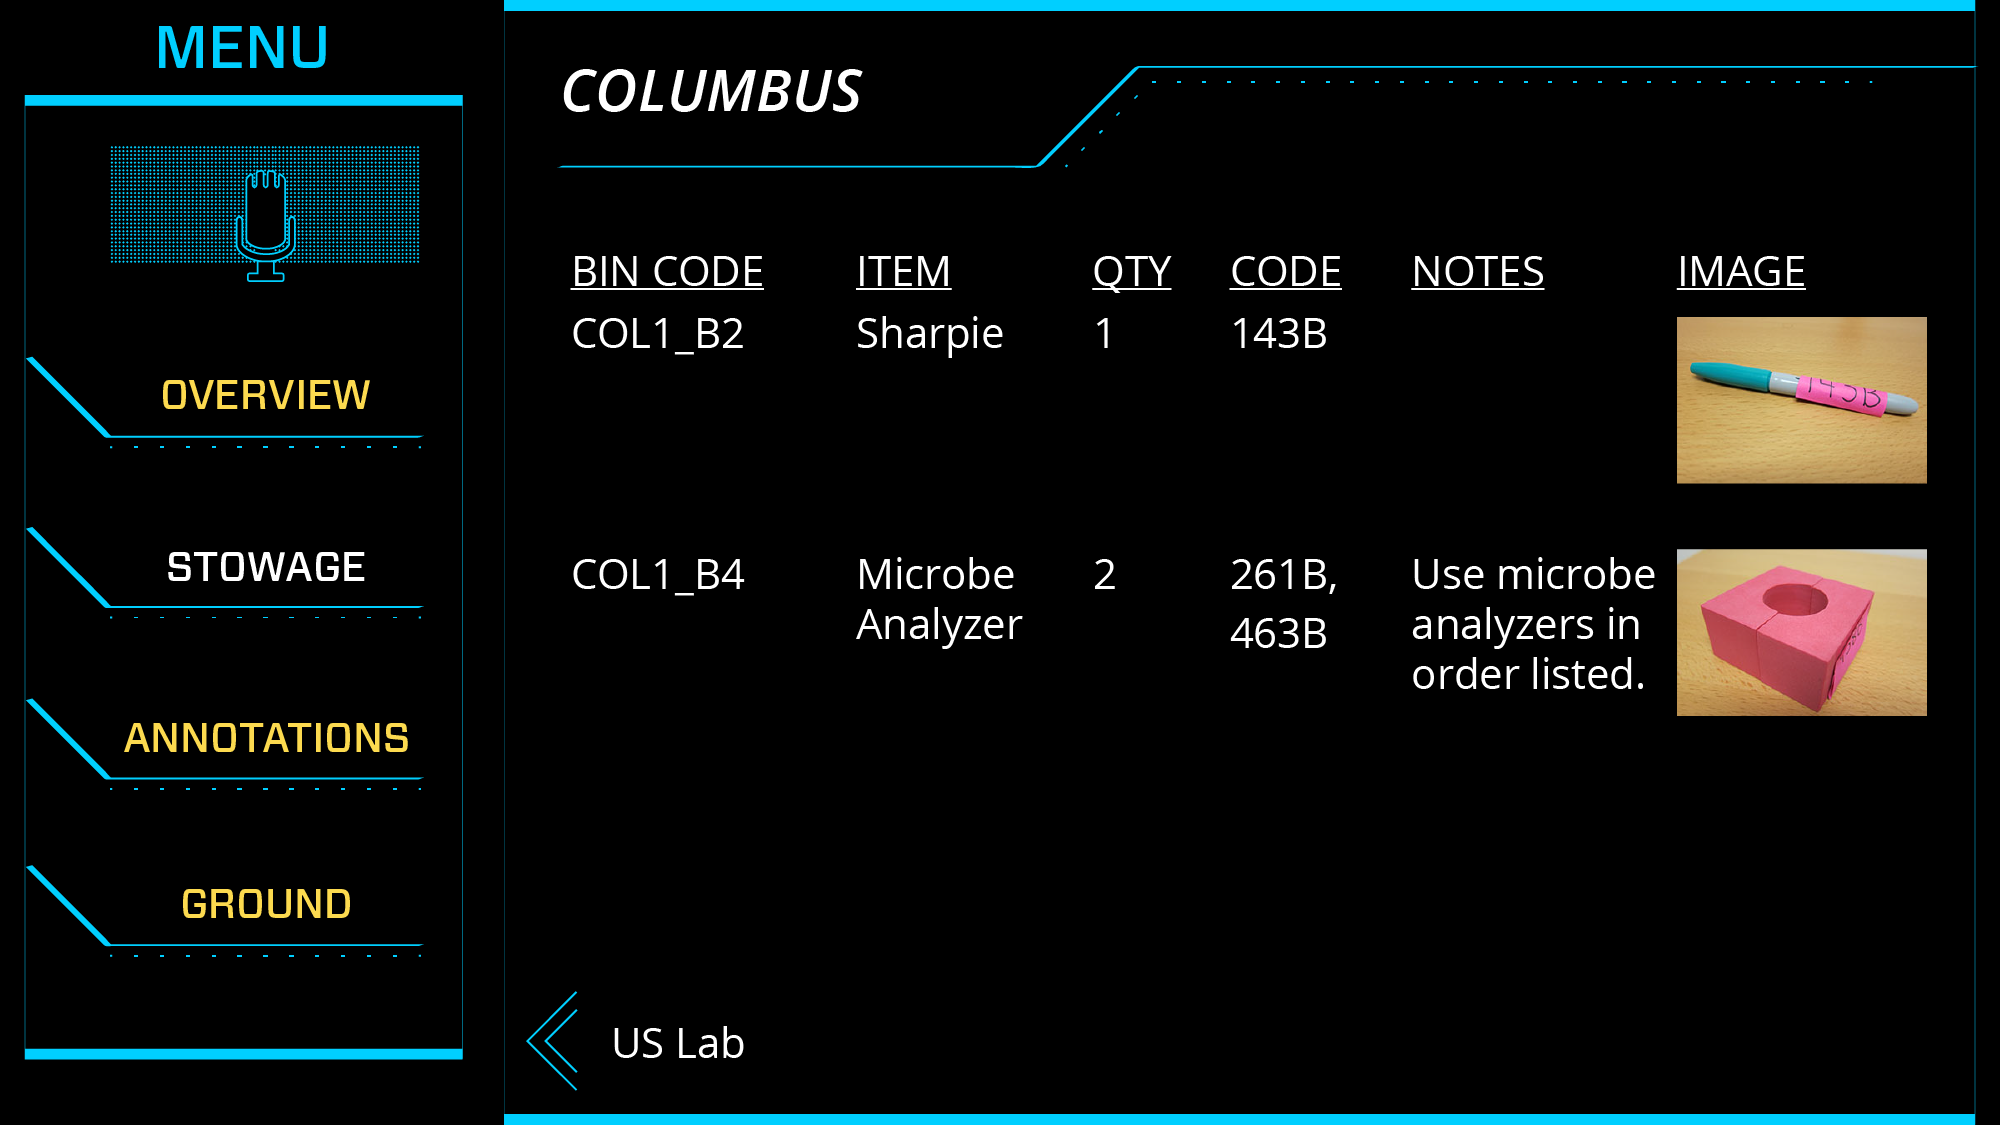 MENU
OVERVIEW
STOWAGE
ANNOTATIONS
GROUND
COLUMBUS
BIN CODE ITEM QTY CODE NOTES IMAGE
COL1_B2 Sharpie 1 143B
143B
COL1_B4 Microbe 2 261B, Use microbe
Analyzer 463B analyzers in
order listed.
US Lab